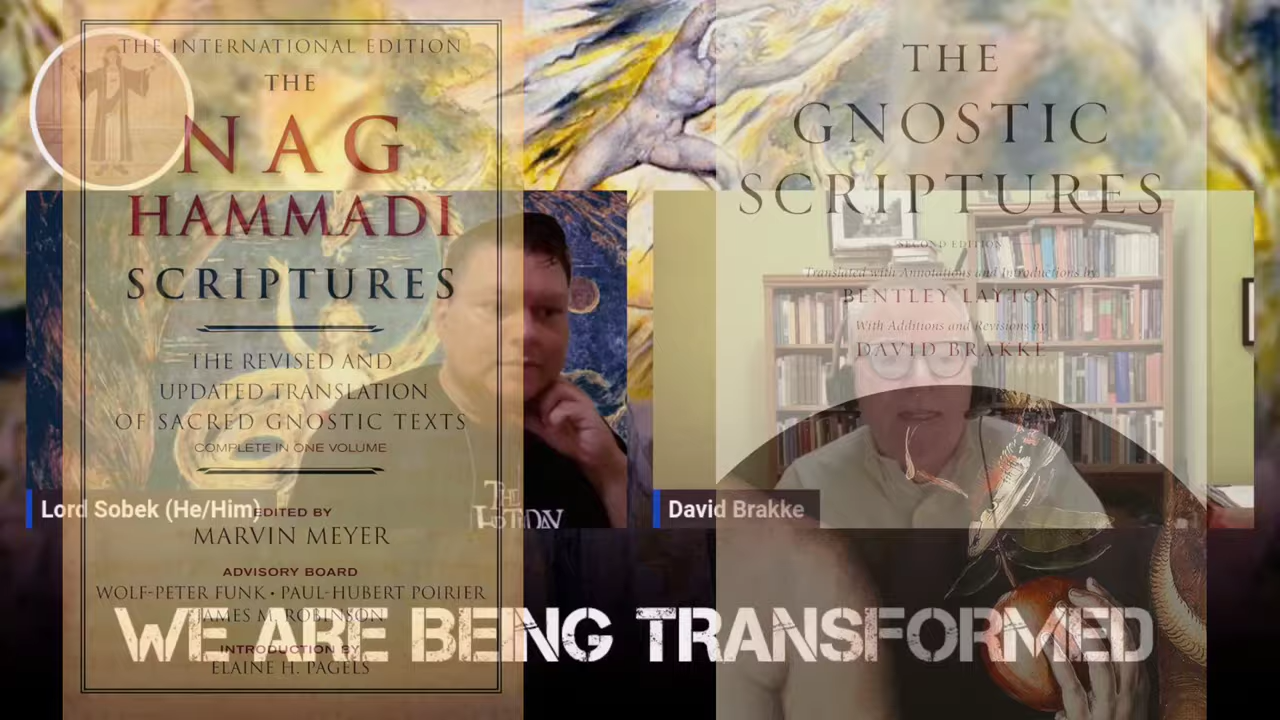 THE INTERNATIONAL EDITION
THE
NAG
HAMMADI
SCRIPTURES
THE REVISED AND
UPDATED TRANSLATION
OF SACRED GNOSTIC TEXTS
COMPLETE IN ONE VOLUME
EDITED BY
MARVIN MEYER
ADVISORY BOARD
WOLF-PETER FUNK • PAUL-HUBERT POIRIER
JAMES M. ROBINSON
INTRODUCTION BY
ELAINE H. PAGELS
THE
GNOSTIC
SCRIPTURES
SECOND EDITION
Translated with Annotations and Introductions by
BENTLEY LAYTON
With Additions and Revisions by
DAVID BRAKKE
THE
Lord Sobek (He/Him)
David Brakke
WE ARE BEING TRANSFORMED